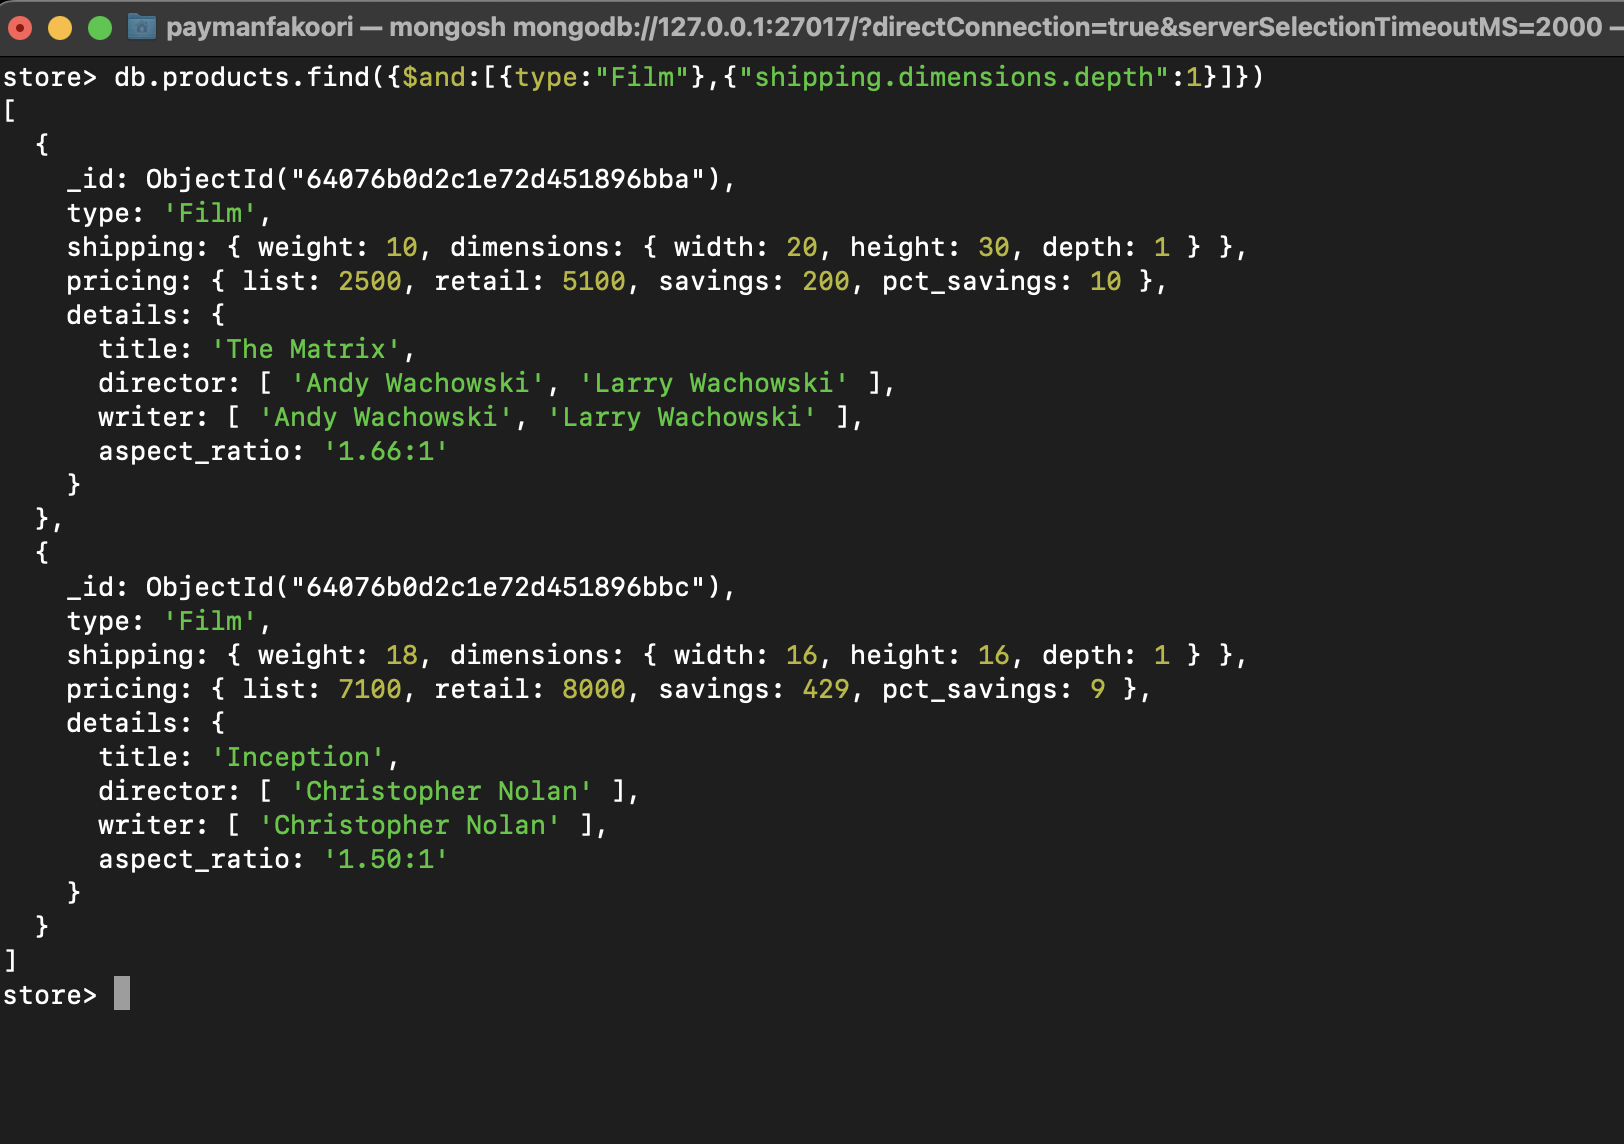 paymanfakoori — mongosh mongodb://127.0.0.1:27017/?directConnection=true&serverSelectionTimeoutMS=2000 —
store> db.products.find({$and:[{type:"Film"},{"shipping.dimensions.depth":1}]})
[
  {
    _id: ObjectId("64076b0d2c1e72d451896bba"),
    type: 'Film',
    shipping: { weight: 10, dimensions: { width: 20, height: 30, depth: 1 } },
    pricing: { list: 2500, retail: 5100, savings: 200, pct_savings: 10 },
    details: {
      title: 'The Matrix',
      director: [ 'Andy Wachowski', 'Larry Wachowski' ],
      writer: [ 'Andy Wachowski', 'Larry Wachowski' ],
      aspect_ratio: '1.66:1'
    }
  },
  {
    _id: ObjectId("64076b0d2c1e72d451896bbc"),
    type: 'Film',
    shipping: { weight: 18, dimensions: { width: 16, height: 16, depth: 1 } },
    pricing: { list: 7100, retail: 8000, savings: 429, pct_savings: 9 },
    details: {
      title: 'Inception',
      director: [ 'Christopher Nolan' ],
      writer: [ 'Christopher Nolan' ],
      aspect_ratio: '1.50:1'
    }
  }
]
store>